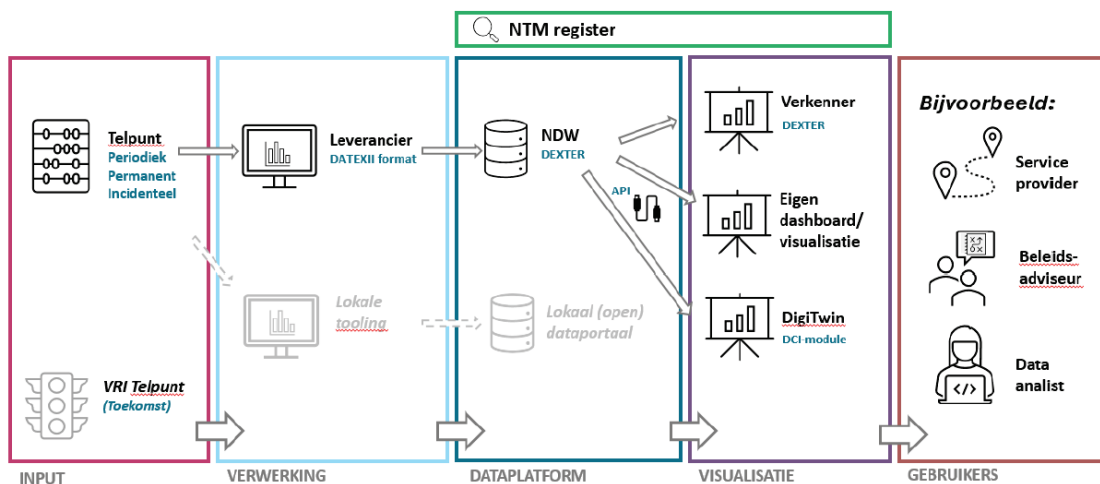 NTM register
Telpunt
Periodiek
Permanent
Incidenteel
VRI Telpunt
(Toekomst)
INPUT
Leverancier
DATEXII format
Lokale
tooling
VERWERKING
NDW
DEXTER
API
Lokaal (open)
dataportaal
DATAPLATFORM
Verkenner
DEXTER
Eigen
dashboard/
visualisatie
DigiTwin
DCI-module
VISUALISATIE
Bijvoorbeeld:
Service
provider
Beleids-
adviseur
</>
Data
analist
GEBRUIKERS